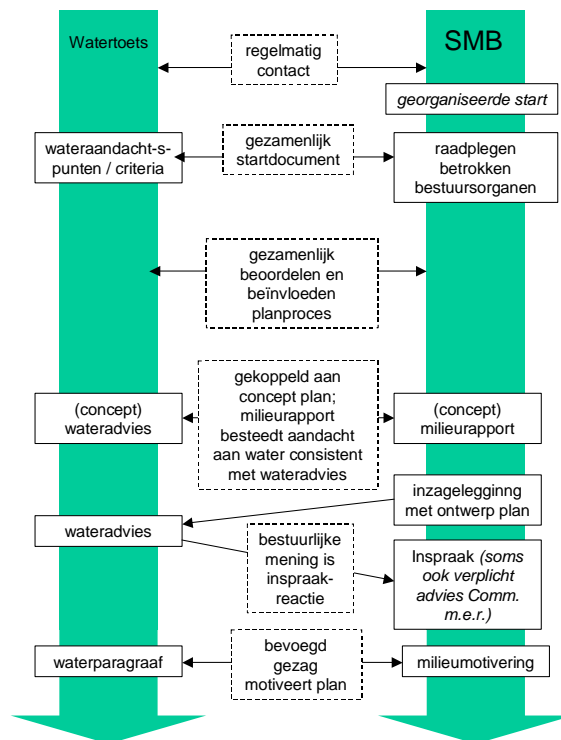 Watertoets
regelmatig
contact
SMB
georganiseerde start
wateraandacht-s-
punten / criteria
gezamenlijk
startdocument
raadplegen
betrokken
bestuursorganen
gezamenlijk
beoordelen en
beïnvloeden
planproces
(concept)
wateradvies
gekoppeld aan
concept plan;
milieurapport
besteedt aandacht
aan water consistent
met wateradvies
(concept)
milieurapport
inzagelegginng
met ontwerp plan
wateradvies
bestuurlijke
mening is
inspraak-
reactie
Inspraak (soms
ook verplicht
advies Comm.
m.e.r.)
waterparagraaf
bevoegd
gezag
motiveert plan
milieumotivering